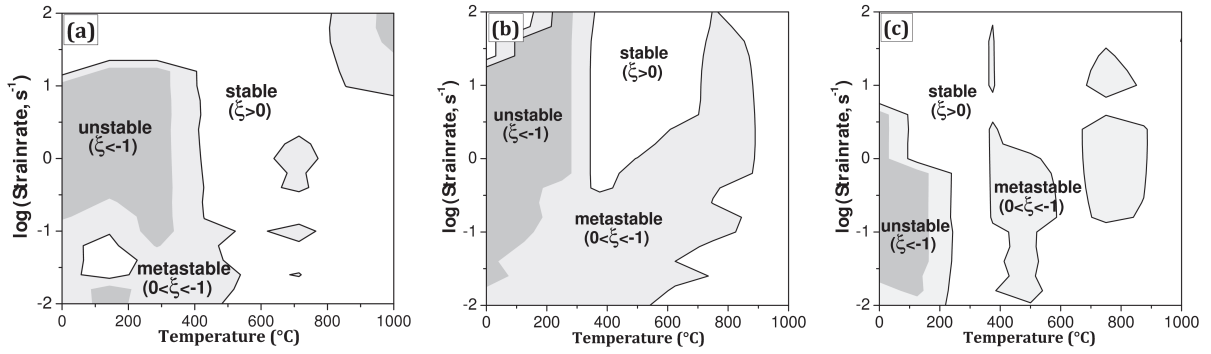 (a)
2
1
0
-1
-2
log(Strainrate, s⁻¹)
unstable
(ξ<-1)
stable
(ξ>0)
metastable
(0<ξ<-1)
0 200 400 600 800 1000
Temperature (°C)
(b)
2
1
0
-1
-2
log(Strainrate, s⁻¹)
stable
(ξ>0)
unstable
(ξ<-1)
metastable
(0<ξ<-1)
0 200 400 600 800 1000
Temperature (°C)
(c)
2
1
0
-1
-2
log(Strainrate, s⁻¹)
stable
(ξ>0)
metastable
(0<ξ<-1)
unstable
(ξ<-1)
0 200 400 600 800 1000
Temperature (°C)